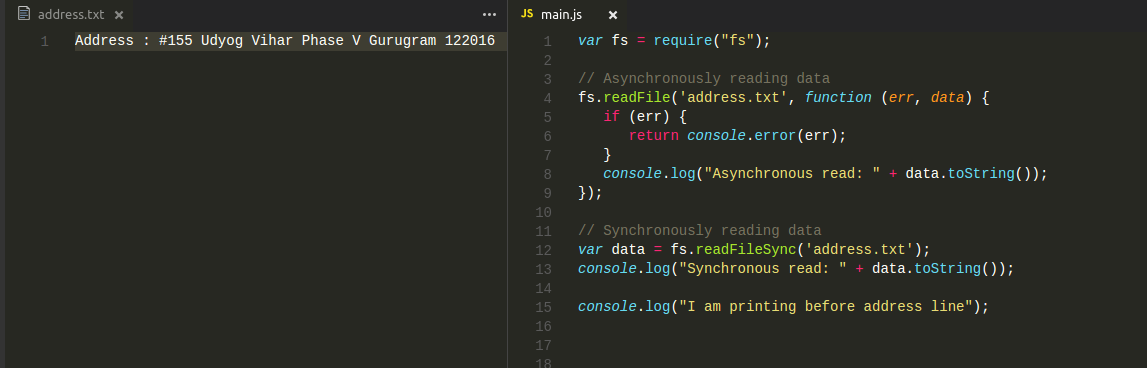 address.txt ×
1 Address : #155 Udyog Vihar Phase V Gurugram 122016
JS main.js ×
1 var fs = require("fs");
2
3 // Asynchronously reading data
4 fs.readFile('address.txt', function (err, data) {
5    if (err) {
6       return console.error(err);
7    }
8    console.log("Asynchronous read: " + data.toString());
9 });
10
11 // Synchronously reading data
12 var data = fs.readFileSync('address.txt');
13 console.log("Synchronous read: " + data.toString());
14
15 console.log("I am printing before address line");
16
17
18